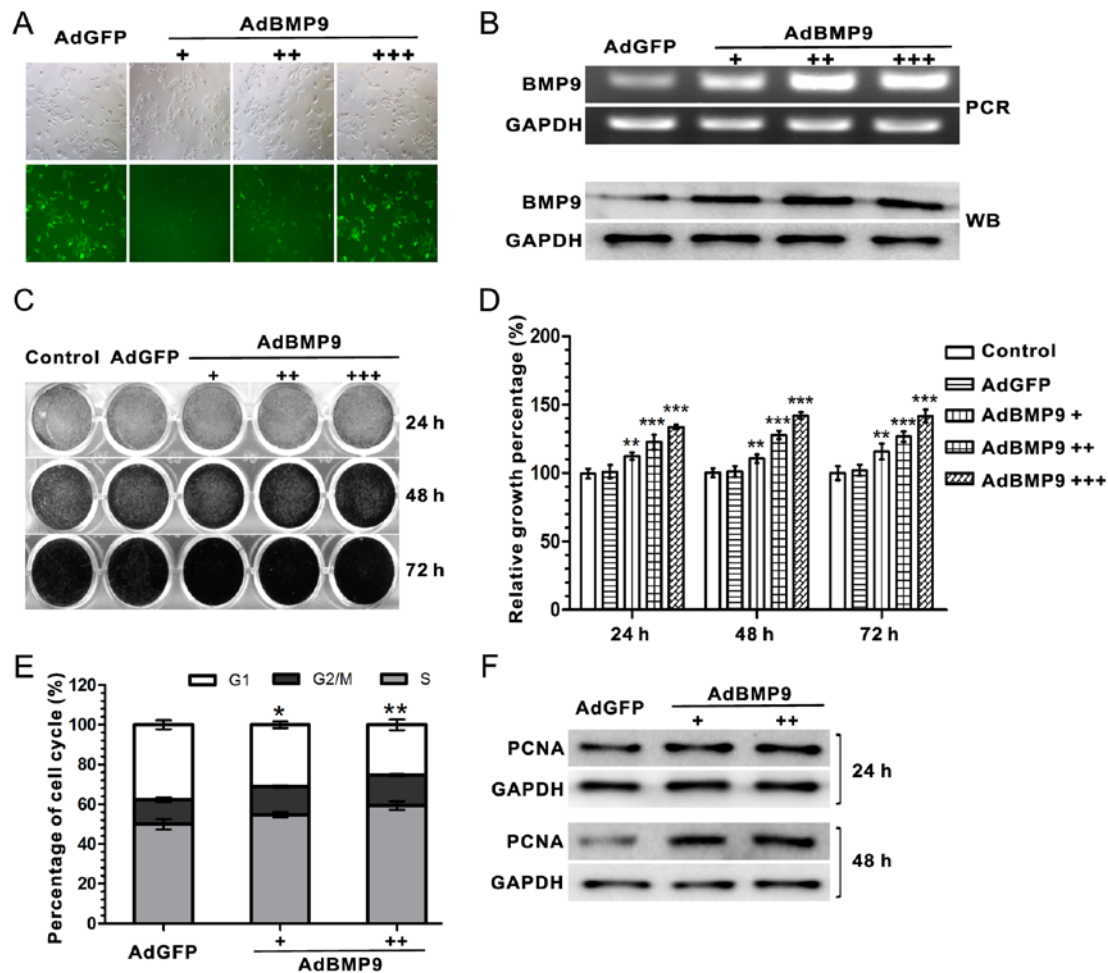 A
AdGFP
AdBMP9
+ ++ +++
B
AdGFP
AdBMP9
+ ++ +++
BMP9
GAPDH
PCR
BMP9
GAPDH
WB
C
Control AdGFP
AdBMP9
+ ++ +++
24 h
48 h
72 h
D
Relative growth percentage (%)
200
150
100
50
0
** *** ***
** *** ***
** *** ***
24 h 48 h 72 h
Control
AdGFP
AdBMP9 +
AdBMP9 ++
AdBMP9 +++
E
G1 G2/M S
Percentage of cell cycle (%)
120
100
80
60
40
20
0
* **
AdGFP
+ ++
AdBMP9
F
AdGFP
AdBMP9
+ ++
PCNA
GAPDH
24 h
PCNA
GAPDH
48 h